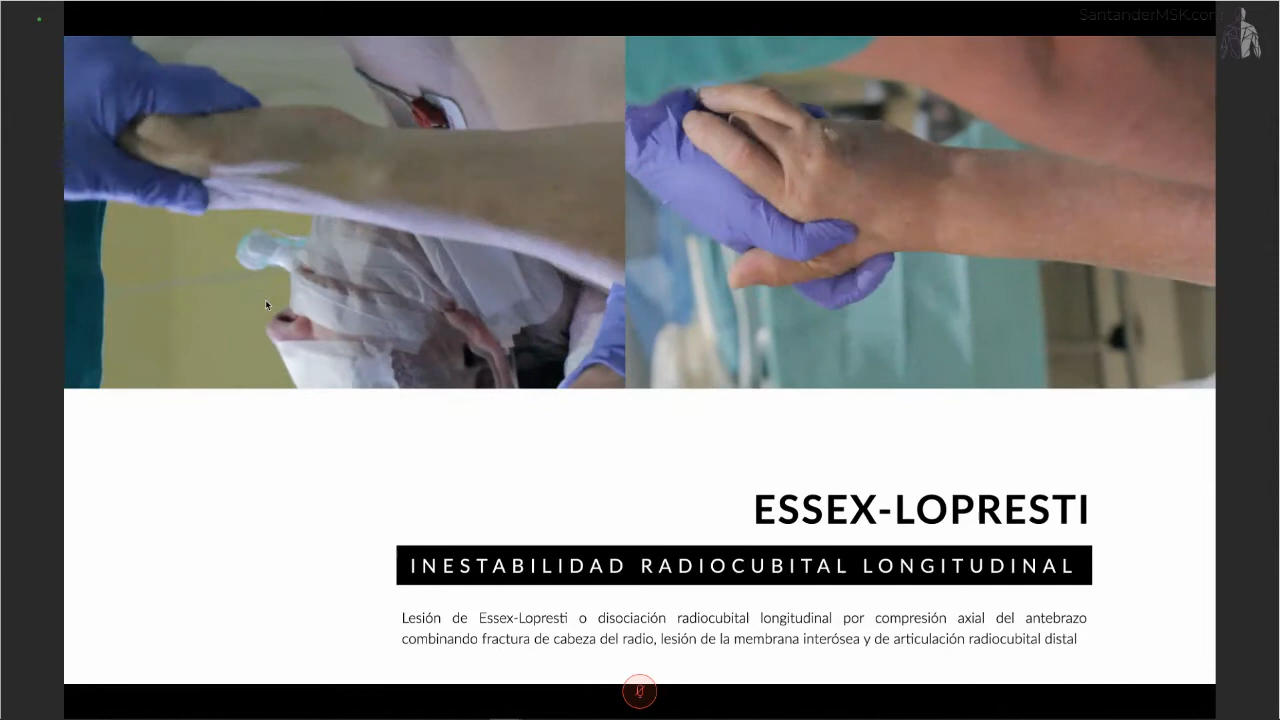 SantanderMSK.com
ESSEX-LOPRESTI
INESTABILIDAD RADIOCUBITAL LONGITUDINAL
Lesión de Essex-Lopresti o disociación radiocubital longitudinal por compresión axial del antebrazo
combinando fractura de cabeza del radio, lesión de la membrana interósea y de articulación radiocubital distal